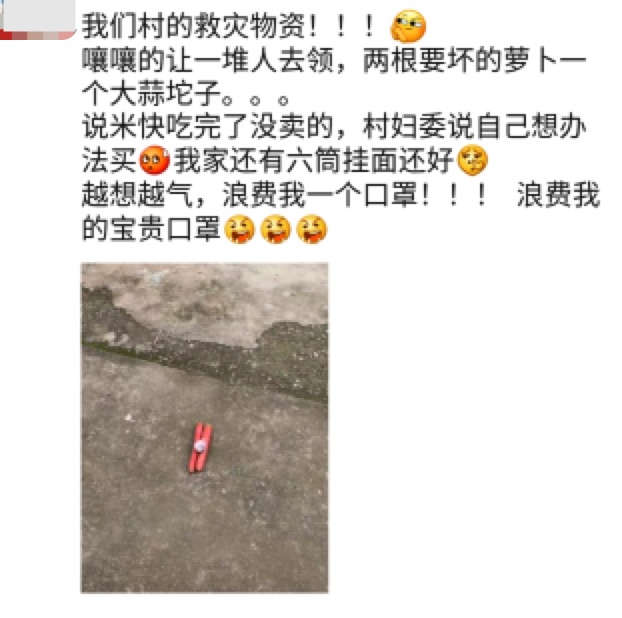 我们村的救灾物资！！！
嚷嚷的让一堆人去领，两根要坏的萝卜一
个大蒜坨子。。。
说米快吃完了没卖的，村妇委说自己想办
法买我家还有六筒挂面还好
越想越气，浪费我一个口罩！！！ 浪费我
的宝贵口罩